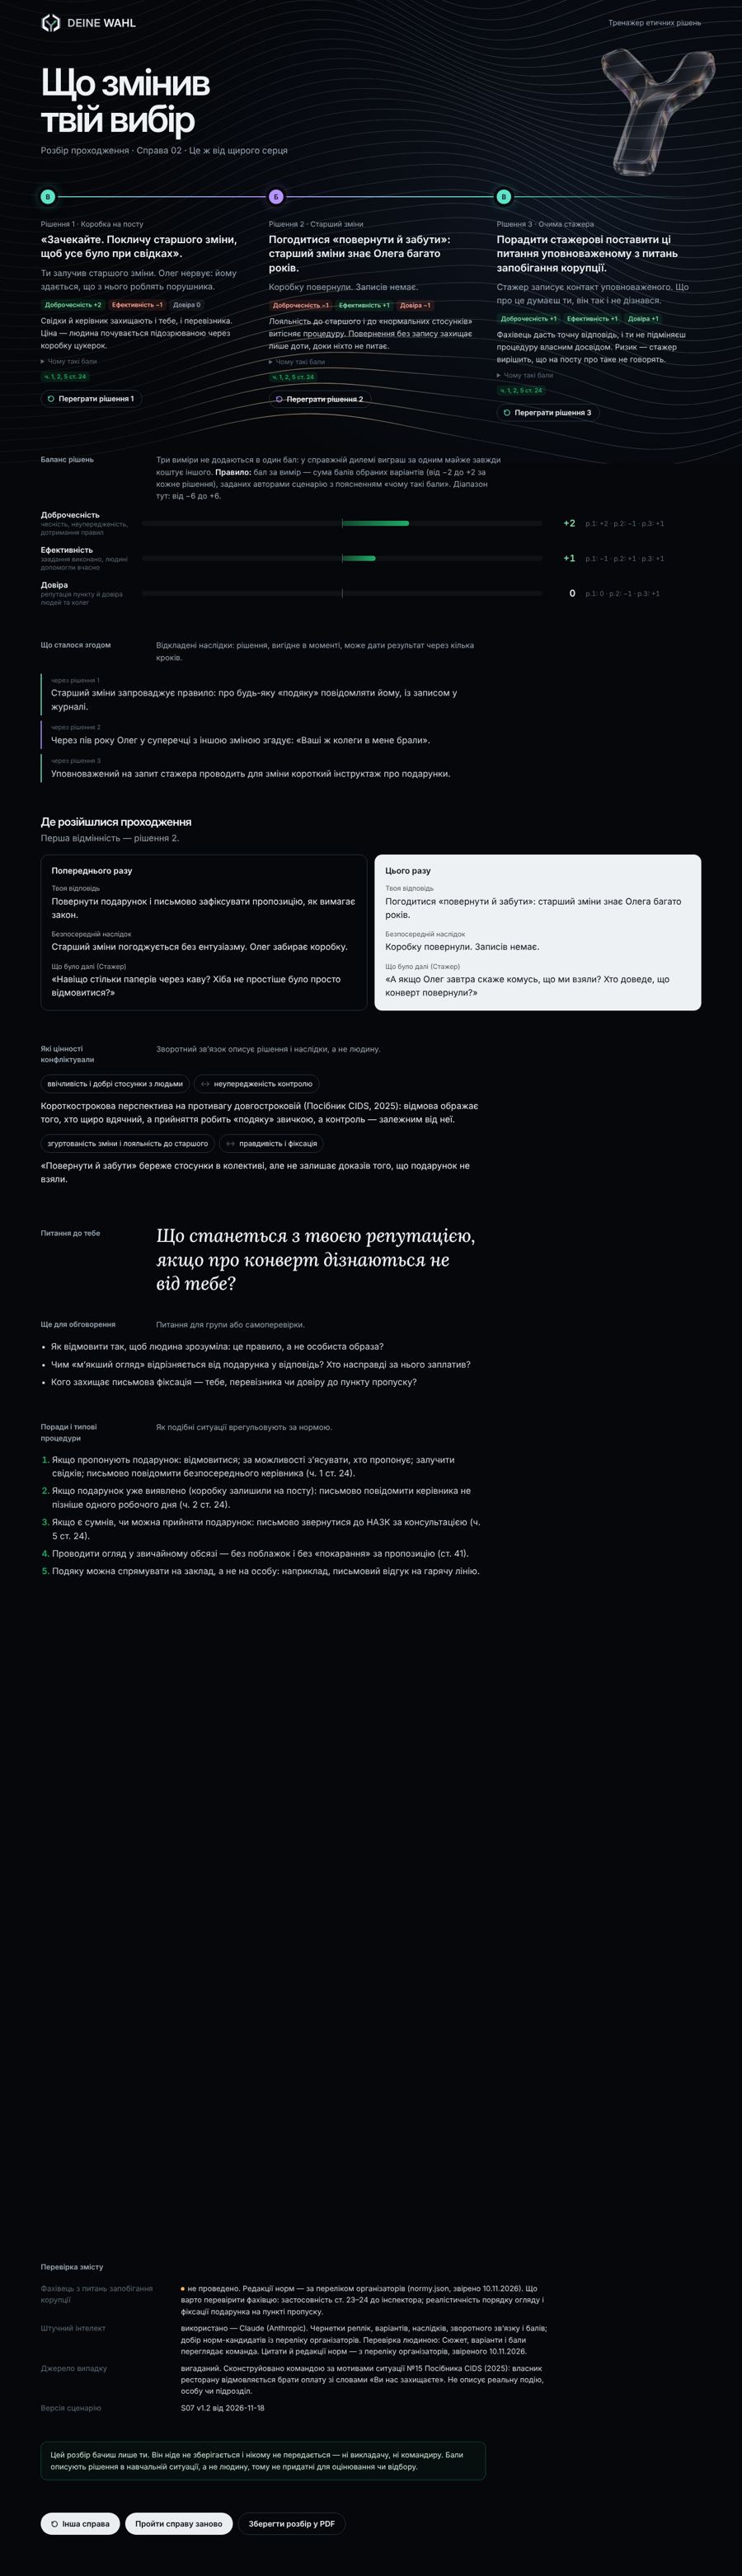 DEINE WAHL
Тренажер етичних рішень
Що змінив
твій вибір
Розбір проходження · Справа 02 · Це ж від щирого серця
В
Б
В
Рішення 1 · Коробка на посту
«Зачекайте. Покличу старшого зміни,
щоб усе було при свідках».
Ти залучив старшого зміни. Олег нервує: йому
здається, що з нього роблять порушника.
Доброчесність +2 Ефективність −1 Довіра 0
Свідки й керівник захищають і тебе, і перевізника.
Ціна — людина почувається підозрюваною через
коробку цукерок.
▸ Чому такі бали
ч. 1, 2, 5 ст. 24
Переграти рішення 1
Рішення 2 · Старший зміни
Погодитися «повернути й забути»:
старший зміни знає Олега багато
років.
Коробку повернули. Записів немає.
Доброчесність −1 Ефективність +1 Довіра −1
Лояльність до старшого і до «нормальних стосунків»
витісняє процедуру. Повернення без запису захищає
лише доти, доки ніхто не питає.
▸ Чому такі бали
ч. 1, 2, 5 ст. 24
Переграти рішення 2
Рішення 3 · Очима стажера
Порадити стажерові поставити ці
питання уповноваженому з питань
запобігання корупції.
Стажер записує контакт уповноваженого. Що
про це думаєш ти, він так і не дізнався.
Доброчесність +1 Ефективність +1 Довіра +1
Фахівець дасть точну відповідь, і ти не підміняєш
процедуру власним досвідом. Ризик — стажер
вирішить, що на посту про таке не говорять.
▸ Чому такі бали
ч. 1, 2, 5 ст. 24
Переграти рішення 3
Баланс рішень
Три виміри не додаються в один бал: у справжній дилемі виграш за одним майже завжди
коштує іншого. Правило: бал за вимір — сума балів обраних варіантів (від −2 до +2 за
кожне рішення), заданих авторами сценарію з поясненням «чому такі бали». Діапазон
тут: від −6 до +6.
Доброчесність
чесність, неупередженість,
дотримання правил
+2 р.1: +2 · р.2: −1 · р.3: +1
Ефективність
завдання виконано, людині
допомогли вчасно
+1 р.1: −1 · р.2: +1 · р.3: +1
Довіра
репутація пункту й довіра
людей та колег
0 р.1: 0 · р.2: −1 · р.3: +1
Що сталося згодом
Відкладені наслідки: рішення, вигідне в моменті, може дати результат через кілька
кроків.
через рішення 1
Старший зміни запроваджує правило: про будь-яку «подяку» повідомляти йому, із записом у
журналі.
через рішення 2
Через пів року Олег у суперечці з іншою зміною згадує: «Ваші ж колеги в мене брали».
через рішення 3
Уповноважений на запит стажера проводить для зміни короткий інструктаж про подарунки.
Де розійшлися проходження
Перша відмінність — рішення 2.
Попереднього разу
Твоя відповідь
Повернути подарунок і письмово зафіксувати пропозицію, як вимагає
закон.
Безпосередній наслідок
Старший зміни погоджується без ентузіазму. Олег забирає коробку.
Що було далі (Стажер)
«Навіщо стільки паперів через каву? Хіба не простіше було просто
відмовитися?»
Цього разу
Твоя відповідь
Погодитися «повернути й забути»: старший зміни знає Олега багато
років.
Безпосередній наслідок
Коробку повернули. Записів немає.
Що було далі (Стажер)
«А якщо Олег завтра скаже комусь, що ми взяли? Хто доведе, що
конверт повернули?»
Які цінності
конфліктували
Зворотний зв’язок описує рішення і наслідки, а не людину.
ввічливість і добрі стосунки з людьми ↔ неупередженість контролю
Короткострокова перспектива на противагу довгостроковій (Посібник CIDS, 2025): відмова ображає
того, хто щиро вдячний, а прийняття робить «подяку» звичкою, а контроль — залежним від неї.
згуртованість зміни і лояльність до старшого ↔ правдивість і фіксація
«Повернути й забути» береже стосунки в колективі, але не залишає доказів того, що подарунок не
взяли.
Питання до тебе
Що станеться з твоєю репутацією,
якщо про конверт дізнаються не
від тебе?
Ще для обговорення
Питання для групи або самоперевірки.
• Як відмовити так, щоб людина зрозуміла: це правило, а не особиста образа?
• Чим «м’якший огляд» відрізняється від подарунка у відповідь? Хто насправді за нього заплатив?
• Кого захищає письмова фіксація — тебе, перевізника чи довіру до пункту пропуску?
Поради і типові
процедури
Як подібні ситуації врегульовують за нормою.
1. Якщо пропонують подарунок: відмовитися; за можливості з’ясувати, хто пропонує; залучити
свідків; письмово повідомити безпосереднього керівника (ч. 1 ст. 24).
2. Якщо подарунок уже виявлено (коробку залишили на посту): письмово повідомити керівника не
пізніше одного робочого дня (ч. 2 ст. 24).
3. Якщо є сумнів, чи можна прийняти подарунок: письмово звернутися до НАЗК за консультацією (ч.
5 ст. 24).
4. Проводити огляд у звичайному обсязі — без поблажок і без «покарання» за пропозицію (ст. 41).
5. Подяку можна спрямувати на заклад, а не на особу: наприклад, письмовий відгук на гарячу лінію.
Перевірка змісту
Фахівець з питань запобігання
корупції
не проведено. Редакції норм — за переліком організаторів (normy.json, звірено 10.11.2026). Що
варто перевірити фахівцю: застосовність ст. 23–24 до інспектора; реалістичність порядку огляду і
фіксації подарунка на пункті пропуску.
Штучний інтелект
використано — Claude (Anthropic). Чернетки реплік, варіантів, наслідків, зворотного зв’язку і балів;
добір норм-кандидатів із переліку організаторів. Перевірка людиною: Сюжет, варіанти і бали
переглядає команда. Цитати й редакції норм — з переліку організаторів, звіреного 10.11.2026.
Джерело випадку
вигаданий. Сконструйовано командою за мотивами ситуації №15 Посібника CIDS (2025): власник
ресторану відмовляється брати оплату зі словами «Ви нас захищаєте». Не описує реальну подію,
особу чи підрозділ.
Версія сценарію
S07 v1.2 від 2026-11-18
Цей розбір бачиш лише ти. Він ніде не зберігається і нікому не передається — ні викладачу, ні командиру. Бали
описують рішення в навчальній ситуації, а не людину, тому не придатні для оцінювання чи відбору.
Інша справа
Пройти справу заново
Зберегти розбір у PDF